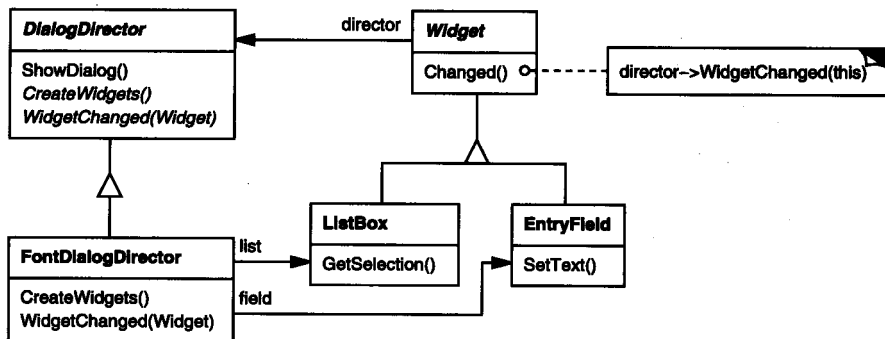 DialogDirector
ShowDialog()
CreateWidgets()
WidgetChanged(Widget)
director
Widget
Changed()
director–>WidgetChanged(this)
FontDialogDirector
CreateWidgets()
WidgetChanged(Widget)
list
field
ListBox
GetSelection()
EntryField
SetText()